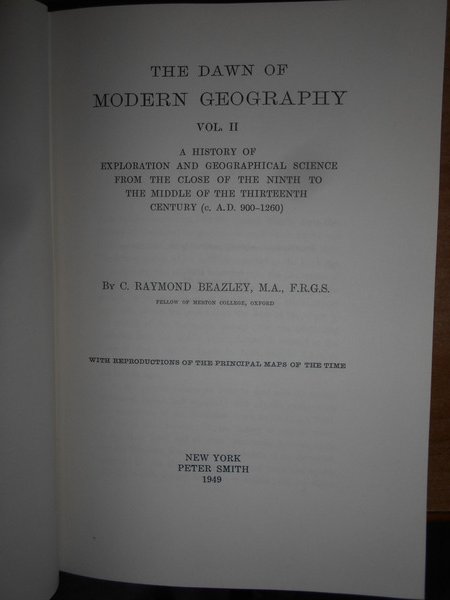 THE DAWN OF
MODERN GEOGRAPHY
VOL. II
A HISTORY OF
EXPLORATION AND GEOGRAPHICAL SCIENCE
FROM THE CLOSE OF THE NINTH TO
THE MIDDLE OF THE THIRTEENTH
CENTURY (c. A.D. 900–1260)
By C. RAYMOND BEAZLEY, M.A., F.R.G.S.
FELLOW OF MERTON COLLEGE, OXFORD
WITH REPRODUCTIONS OF THE PRINCIPAL MAPS OF THE TIME
NEW YORK
PETER SMITH
1949